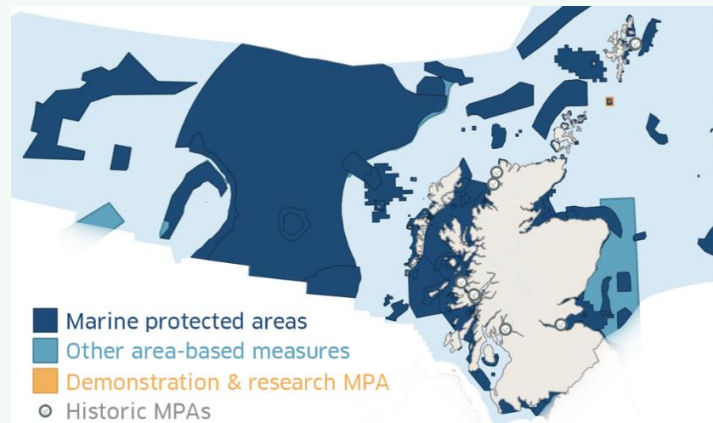 Marine protected areas
Other area-based measures
Demonstration & research MPA
Historic MPAs